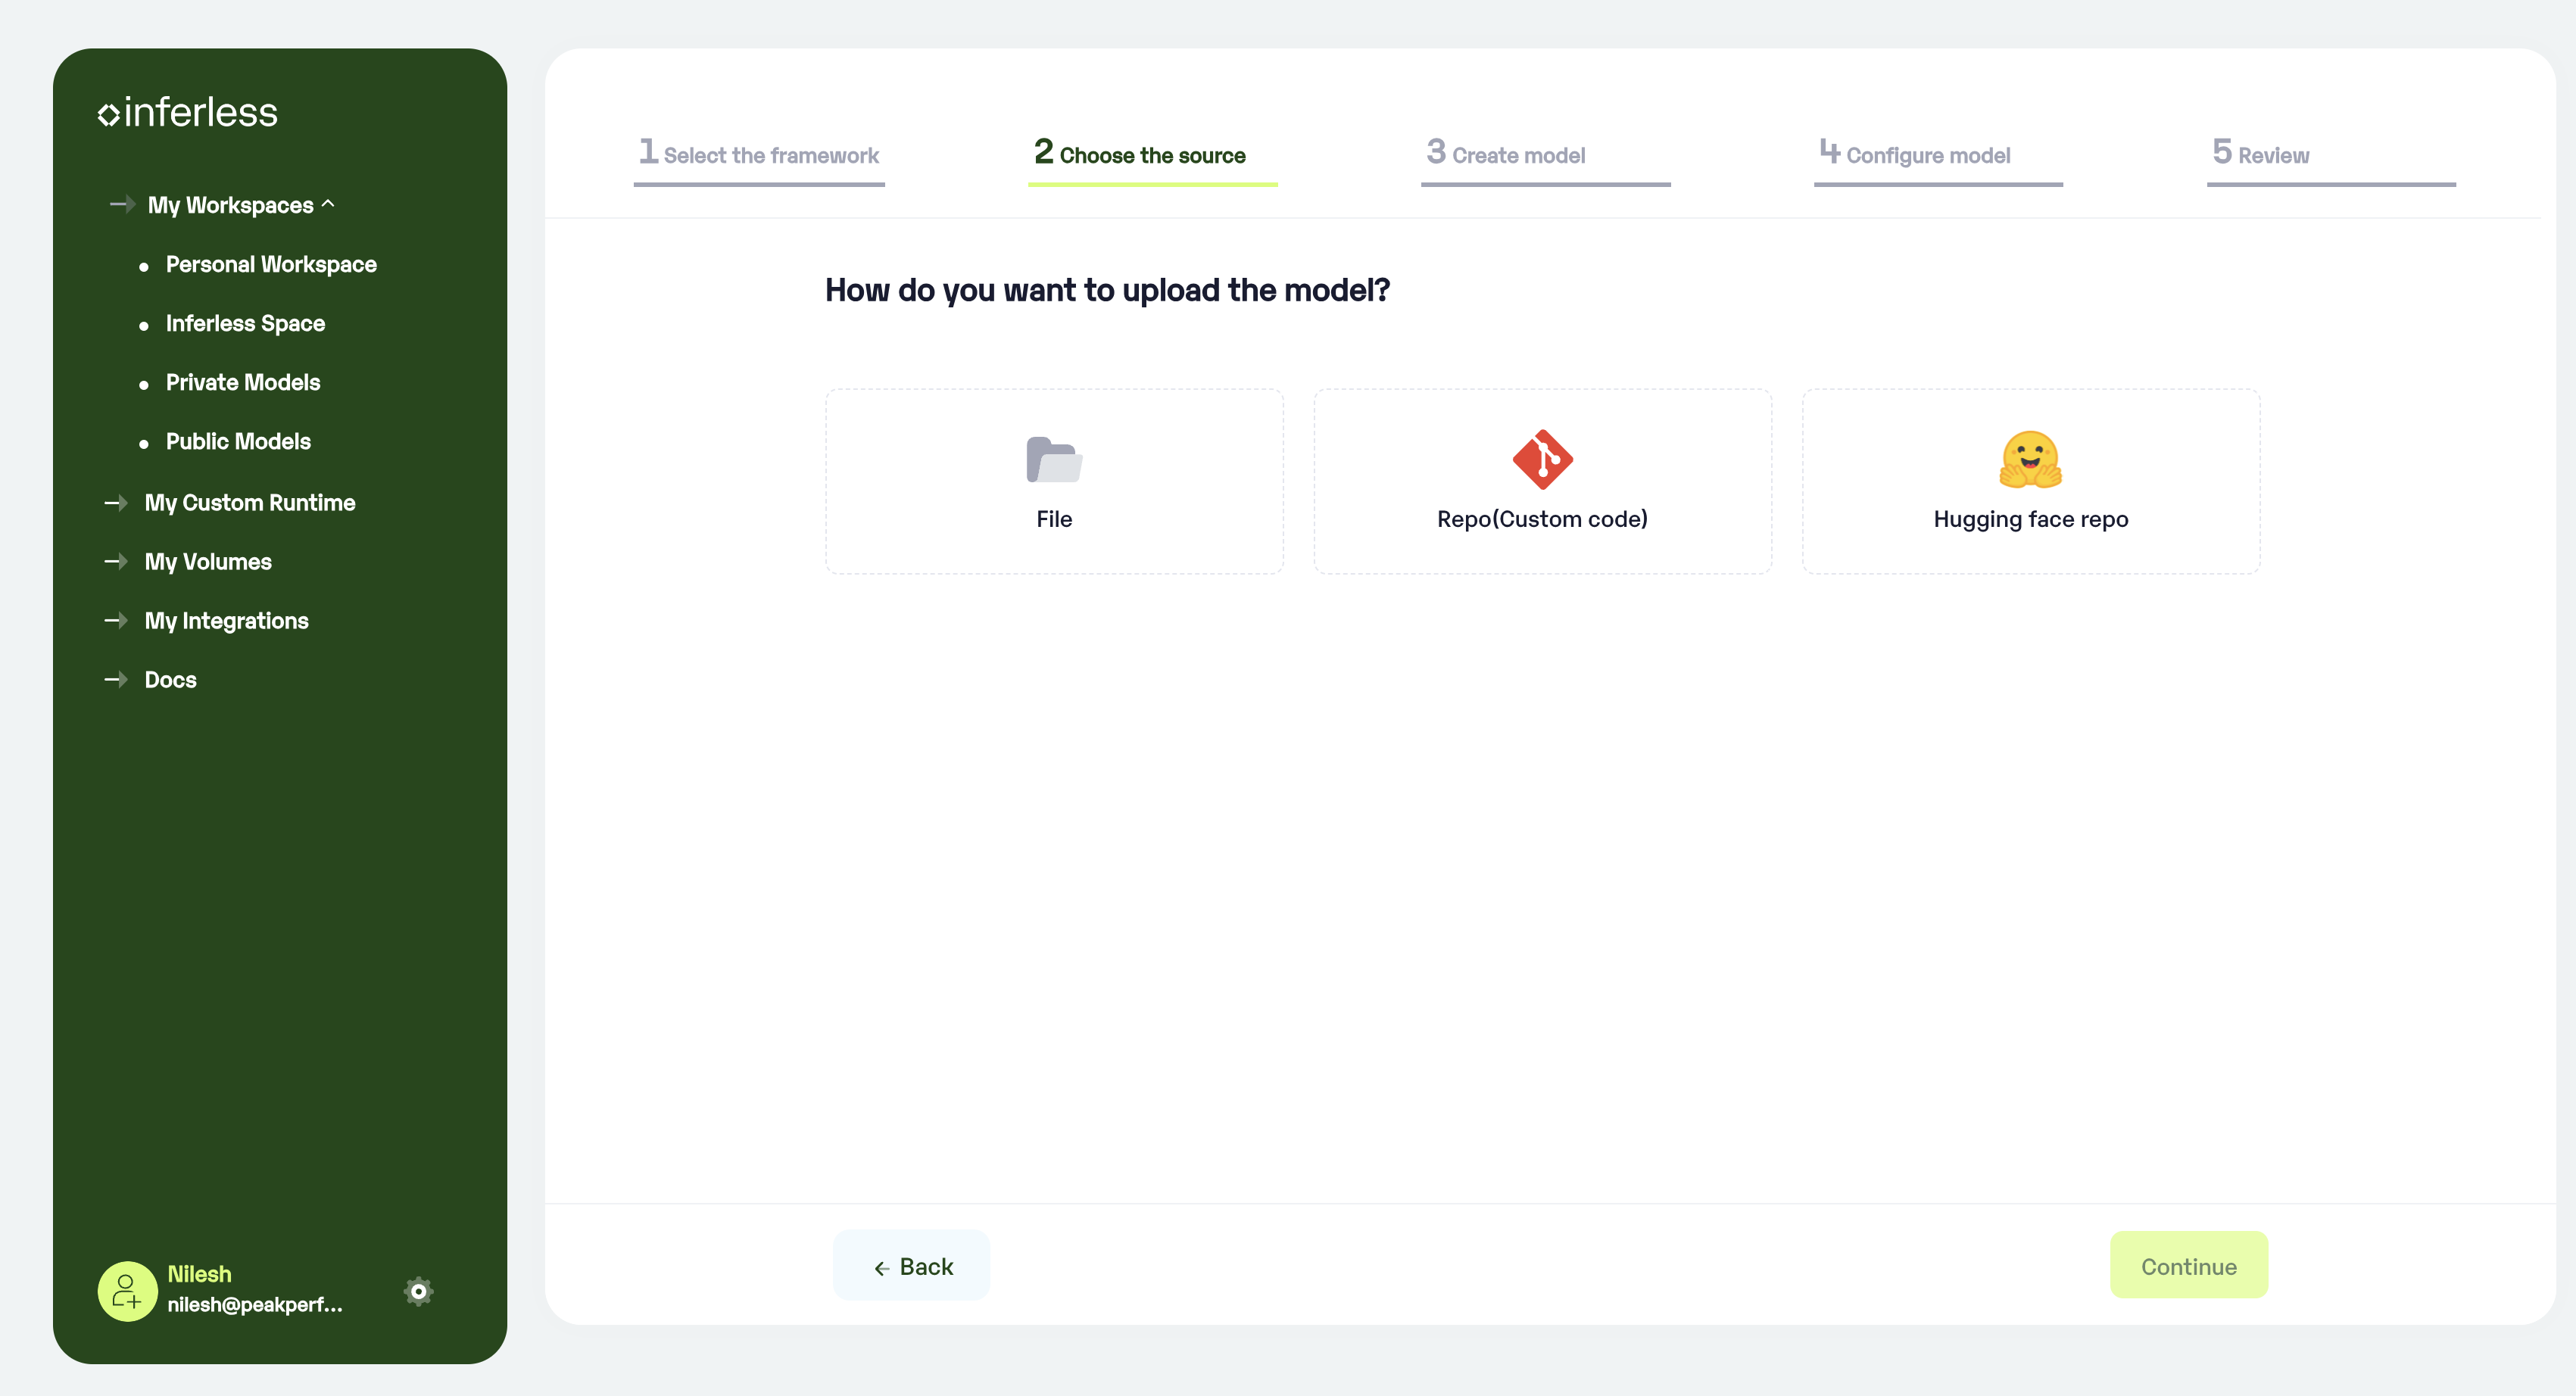 inferless
My Workspaces
Personal Workspace
Inferless Space
Private Models
Public Models
My Custom Runtime
My Volumes
My Integrations
Docs
Nilesh
nilesh@peakperf...
1 Select the framework
2 Choose the source
3 Create model
4 Configure model
5 Review
How do you want to upload the model?
File
Repo(Custom code)
Hugging face repo
Back
Continue